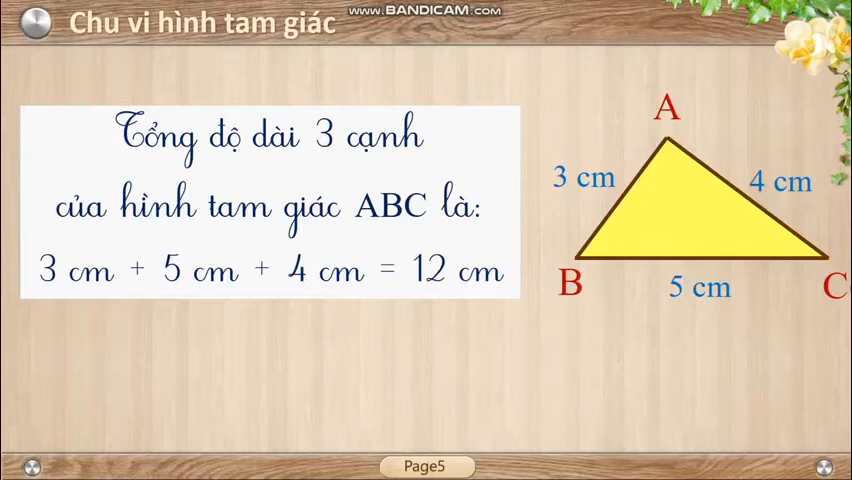 www.BANDICAM.com
Chu vi hình tam giác
Tổng độ dài 3 cạnh
của hình tam giác ABC là:
3 cm + 5 cm + 4 cm = 12 cm
A
3 cm
4 cm
B
5 cm
C
Page5